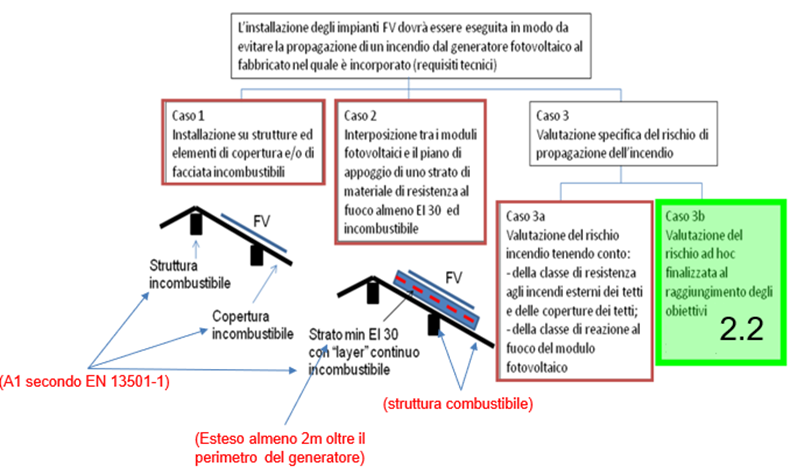 L'installazione degli impianti FV dovrà essere eseguita in modo da
evitare la propagazione di un incendio dal generatore fotovoltaico al
fabbricato nel quale è incorporato (requisiti tecnici)
Caso 1
Installazione su strutture ed
elementi di copertura e/o di
facciata incombustibili
Caso 2
Interposizione tra i moduli
fotovoltaici e il piano di
appoggio di uno strato di
materiale di resistenza al
fuoco almeno EI 30 ed
incombustibile
Caso 3
Valutazione specifica del rischio di
propagazione dell'incendio
Caso 3a
Valutazione del rischio
incendio tenendo conto:
- della classe di resistenza
agli incendi esterni dei tetti
e delle coperture dei tetti;
- della classe di reazione al
fuoco del modulo
fotovoltaico
Caso 3b
Valutazione del
rischio ad hoc
finalizzata al
raggiungimento degli
obiettivi
2.2
FV
Struttura
incombustibile
Copertura
incombustibile
FV
Strato min EI 30
con "layer" continuo
incombustibile
(A1 secondo EN 13501-1)
(struttura combustibile)
(Esteso almeno 2m oltre il
perimetro del generatore)